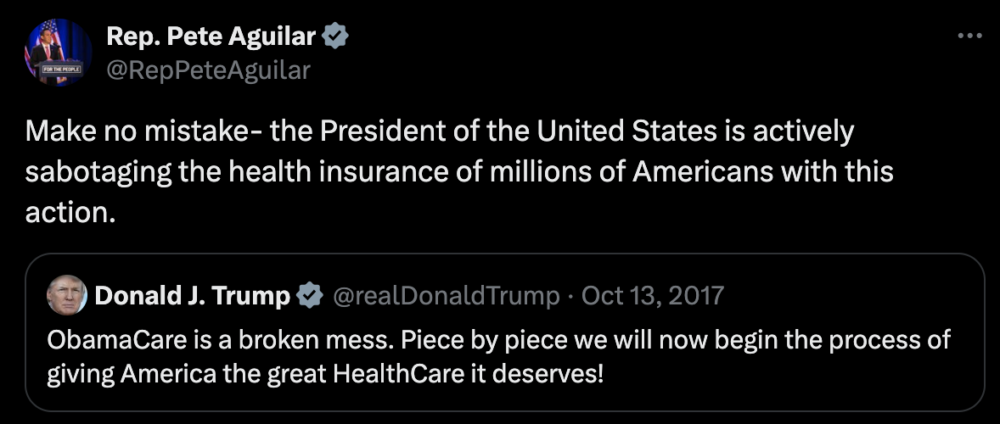 Rep. Pete Aguilar
@RepPeteAguilar
FOR THE PEOPLE
Make no mistake- the President of the United States is actively
sabotaging the health insurance of millions of Americans with this
action.
Donald J. Trump @realDonaldTrump · Oct 13, 2017
ObamaCare is a broken mess. Piece by piece we will now begin the process of
giving America the great HealthCare it deserves!